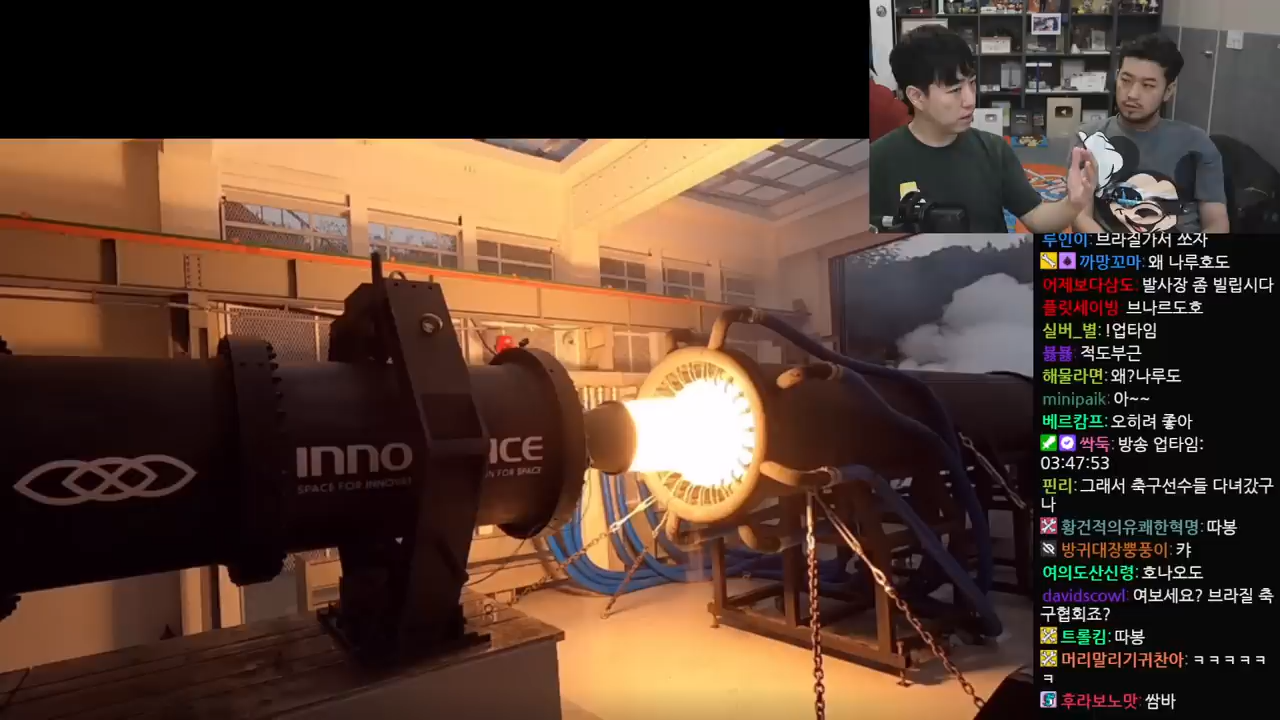 INNO
SPACE FOR INNOVAT
ICE
N FOR SPACE
루인이: 브라질가서 쏘자
까망꼬마: 왜 나루호도
어제보다삼도: 발사장 좀 빌립시다
플릿세이빙 브나르도호
실버_별: !업타임
뿗뿗: 적도부근
해물라면: 왜?나루도
minipaik: 아~~
베르캄프: 오히려 좋아
싹둑: 방송 업타임:
03:47:53
핀리: 그래서 축구선수들 다녀갔구
나
황건적의유쾌한혁명: 따봉
방귀대장뿡풍이: 캬
여의도산신령: 호나오도
davidscowl: 여보세요? 브라질 축
구협회죠?
트롤킴: 따봉
머리말리기귀찬아: ㅋㅋㅋㅋㅋ
ㅋ
후라보노맛: 쌈바